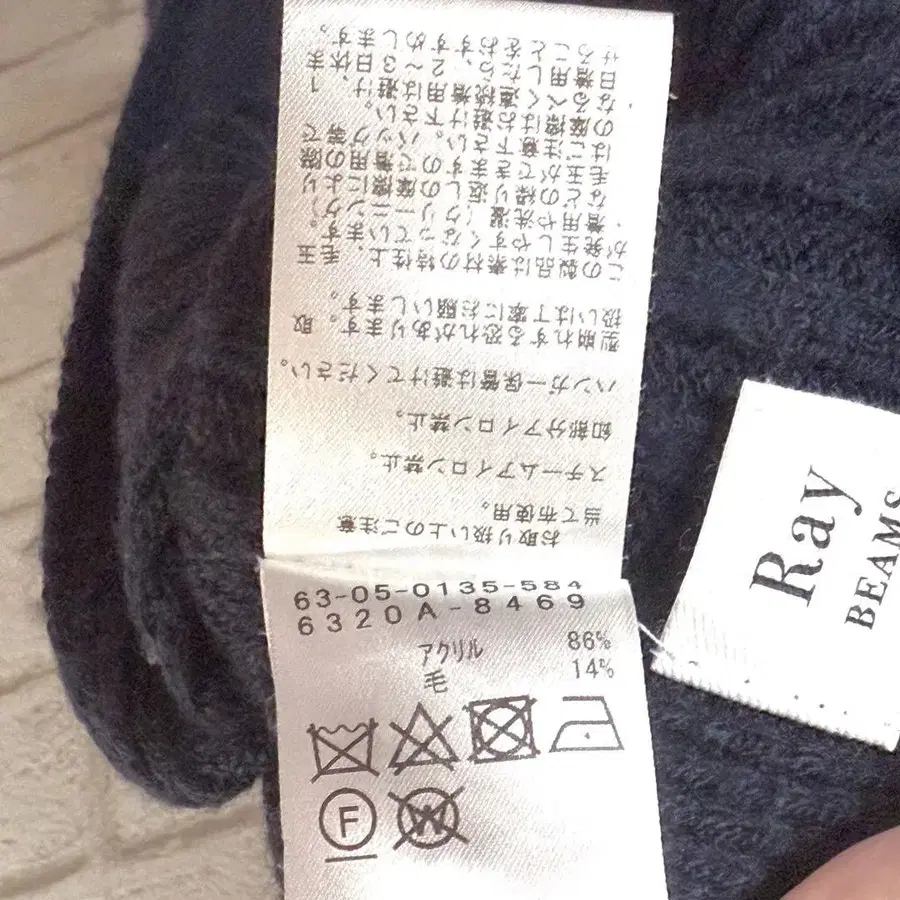 お取り扱い上のご注意
当て布使用。
スチームアイロン禁止。
釦部分アイロン禁止。
ハンガー保管は避けてください。
型崩れする恐れがあります。取
扱いは丁寧にお願いします。
この製品は素材の特性上、毛玉
が発生しやすくなっています。
・着用や洗濯(クリーニング)
などの繰り返しの摩擦により
毛玉ができますので着用の際
はご注意下さい。バッグ等で
の摩擦はお避け下さい。
・なるべく連続着用は避け、1
日着用したら、2～3日休ま
せることをおすすめします。
63-05-0135-584
6320A-8469
アクリル 86%
毛 14%
F W
Ray
BEAMS